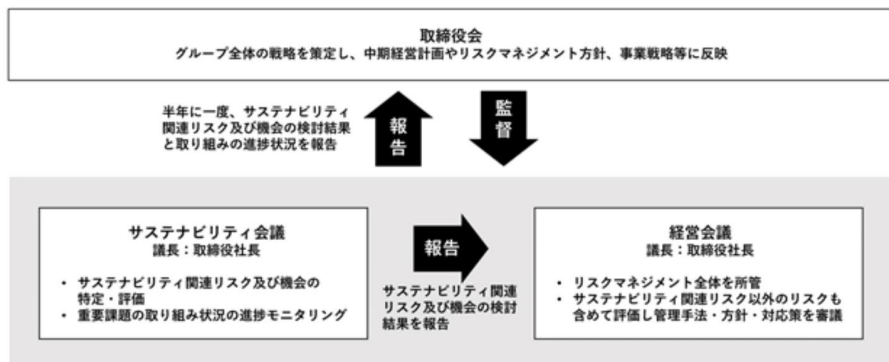 取締役会
グループ全体の戦略を策定し、中期経営計画やリスクマネジメント方針、事業戦略等に反映
半年に一度、サステナビリティ
関連リスク及び機会の検討結果
と取り組みの進捗状況を報告
報告
監督
サステナビリティ会議
議長：取締役社長
• サステナビリティ関連リスク及び機会の
特定・評価
• 重要課題の取り組み状況の進捗モニタリング
報告
サステナビリティ関連
リスク及び機会の検討
結果を報告
経営会議
議長：取締役社長
• リスクマネジメント全体を所管
• サステナビリティ関連リスク以外のリスクも
含めて評価し管理手法・方針・対応策を審議